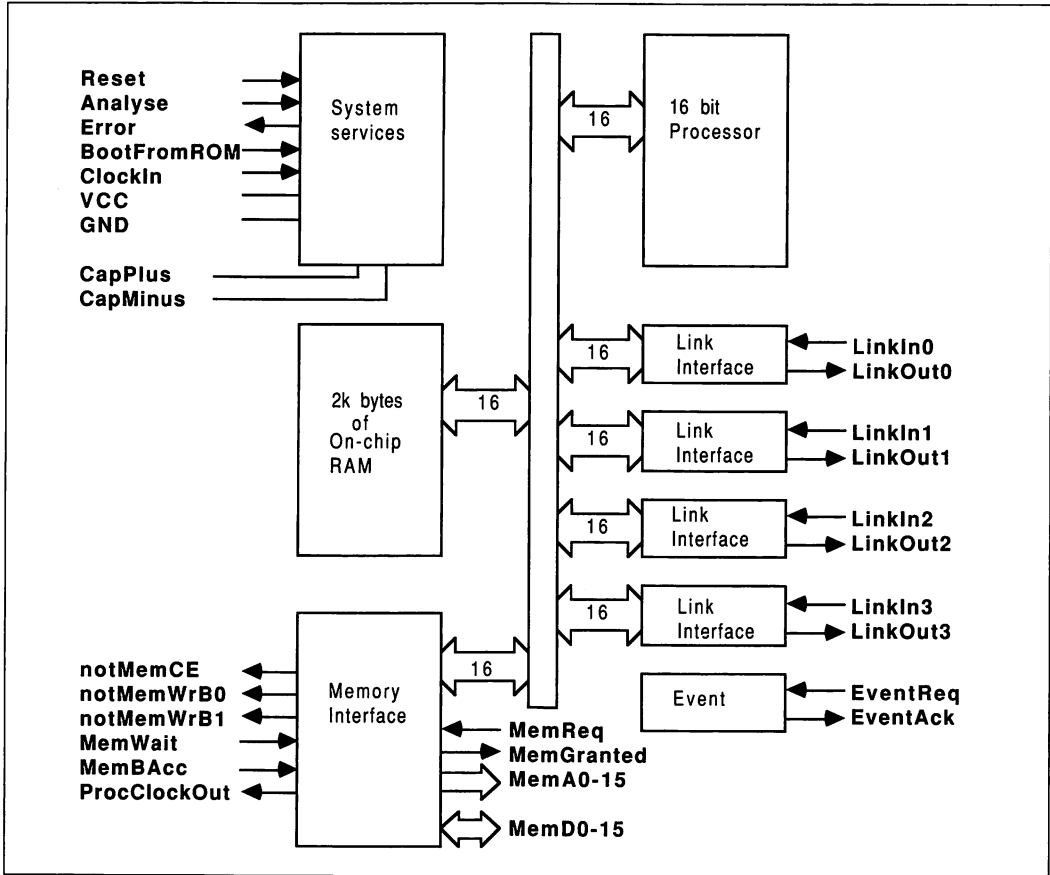 Reset
Analyse
Error
BootFromROM
ClockIn
VCC
GND
CapPlus
CapMinus
System
services
16
16 bit
Processor
2k bytes
of
On-chip
RAM
16
16
Link
Interface
LinkIn0
LinkOut0
16
Link
Interface
LinkIn1
LinkOut1
16
Link
Interface
LinkIn2
LinkOut2
16
Link
Interface
LinkIn3
LinkOut3
notMemCE
notMemWrB0
notMemWrB1
MemWait
MemBAcc
ProcClockOut
Memory
Interface
16
MemReq
MemGranted
MemA0-15
MemD0-15
Event
EventReq
EventAck